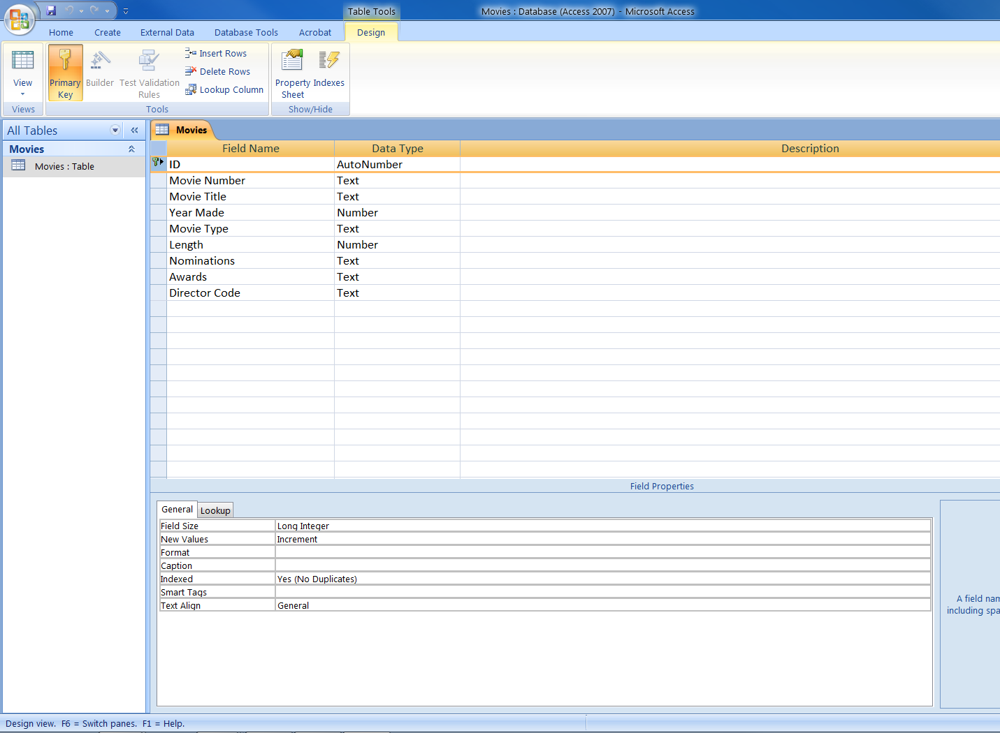 Table Tools
Movies : Database (Access 2007) - Microsoft Access
Home Create External Data Database Tools Acrobat Design
View
Primary Key
Builder
Test Validation Rules
Insert Rows
Delete Rows
Lookup Column
Property Sheet
Indexes
Views Tools Show/Hide
All Tables
Movies
Movies : Table
Movies
Field Name Data Type Description
ID AutoNumber
Movie Number Text
Movie Title Text
Year Made Number
Movie Type Text
Length Number
Nominations Text
Awards Text
Director Code Text
Field Properties
General Lookup
Field Size Long Integer
New Values Increment
Format
Caption
Indexed Yes (No Duplicates)
Smart Tags
Text Align General
A field nam
including spa
Design view. F6 = Switch panes. F1 = Help.